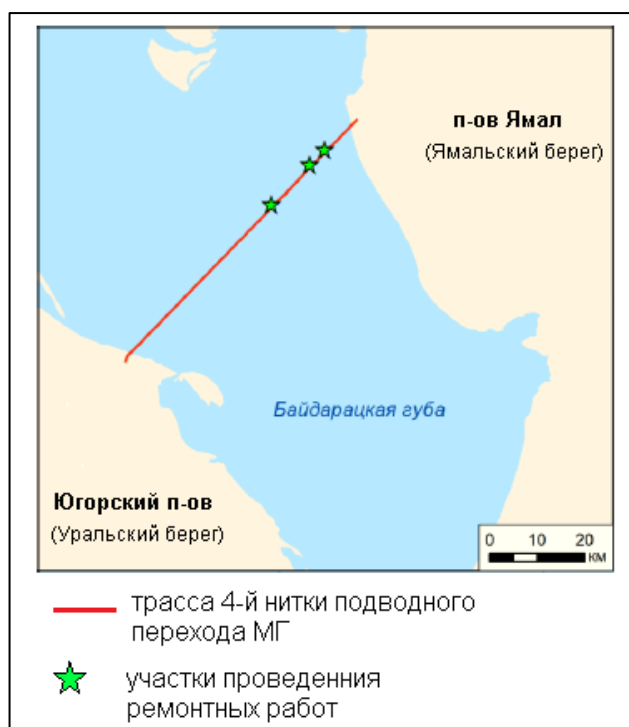 п-ов Ямал
(Ямальский берег)
Байдарацкая губа
Югорский п-ов
(Уральский берег)
0 10 20
КМ
трасса 4-й нитки подводного
перехода МГ
участки проведенния
ремонтных работ